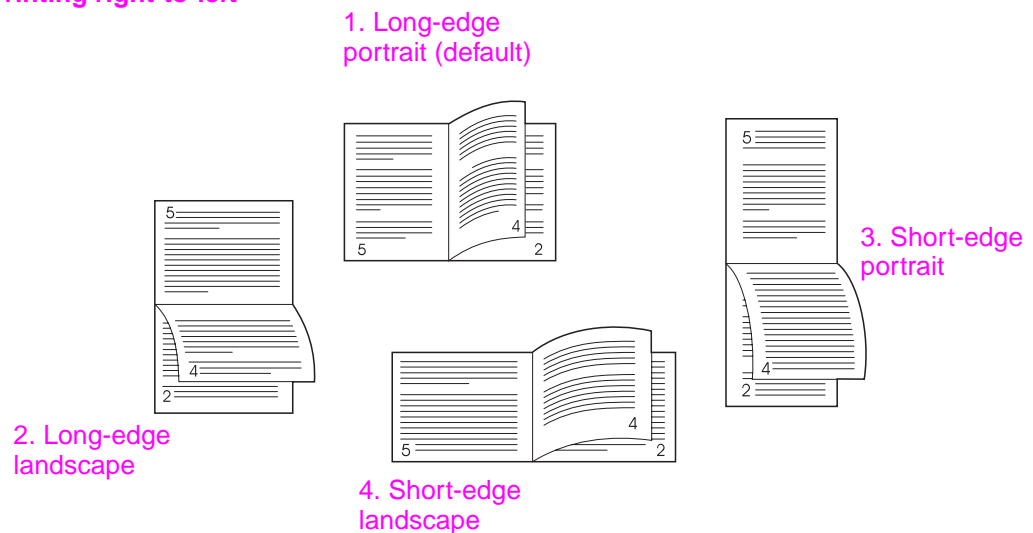 1. Long-edge
portrait (default)
5
4
2
5
4
2
2. Long-edge
landscape
5
4
2
3. Short-edge
portrait
5
4
2
4. Short-edge
landscape